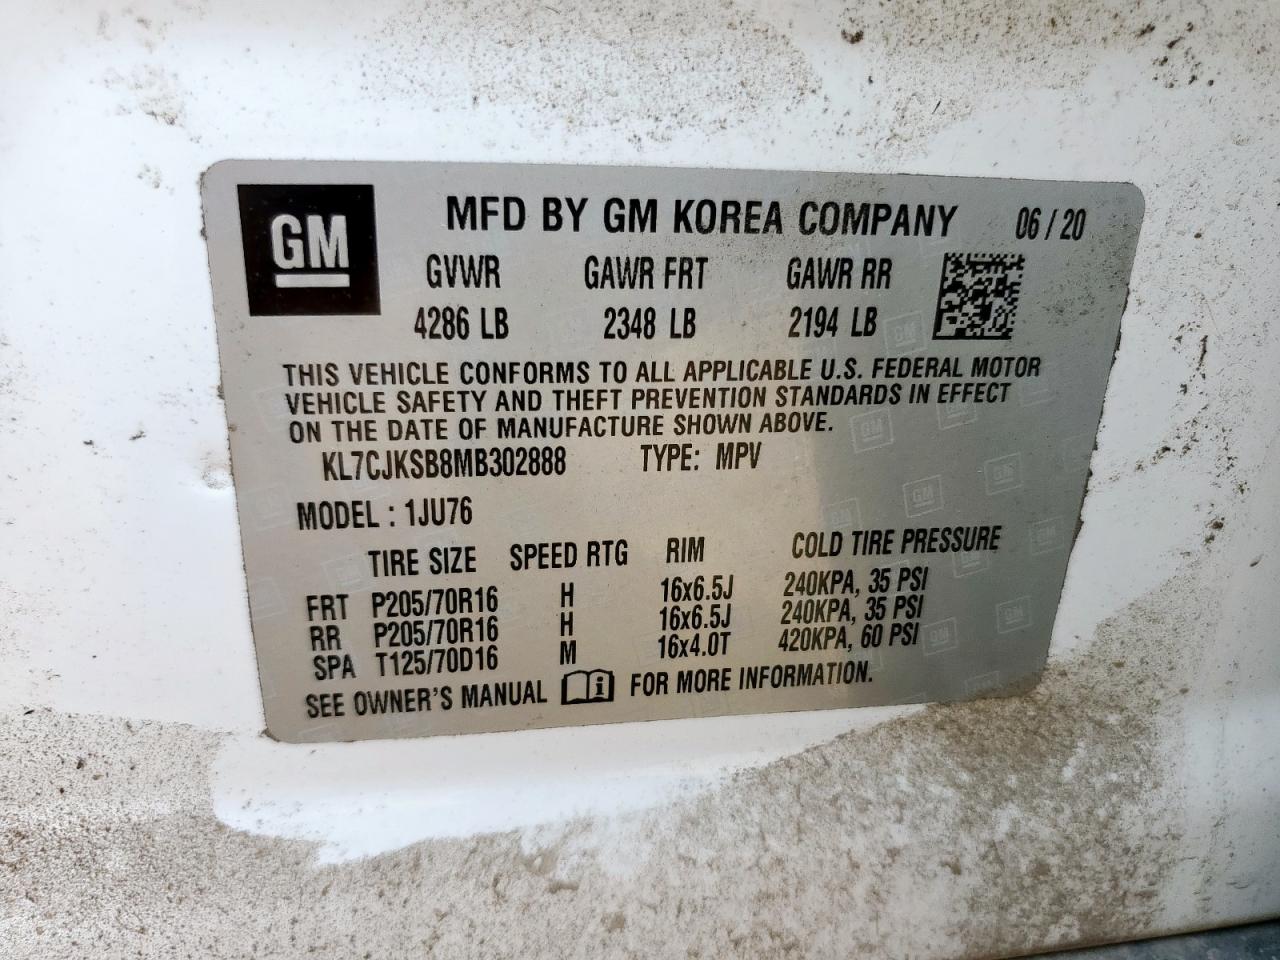 GM
MFD BY GM KOREA COMPANY 06/20
GVWR GAWR FRT GAWR RR
4286 LB 2348 LB 2194 LB
THIS VEHICLE CONFORMS TO ALL APPLICABLE U.S. FEDERAL MOTOR
VEHICLE SAFETY AND THEFT PREVENTION STANDARDS IN EFFECT
ON THE DATE OF MANUFACTURE SHOWN ABOVE.
KL7CJKSB8MB302888 TYPE: MPV
MODEL : 1JU76
TIRE SIZE SPEED RTG RIM COLD TIRE PRESSURE
FRT P205/70R16 H 16x6.5J 240KPA, 35 PSI
RR P205/70R16 H 16x6.5J 240KPA, 35 PSI
SPA T125/70D16 M 16x4.0T 420KPA, 60 PSI
SEE OWNER'S MANUAL i FOR MORE INFORMATION.